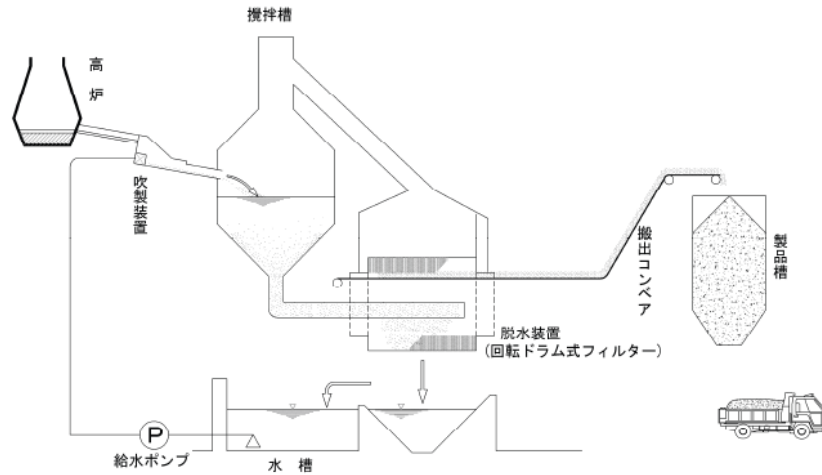 攪拌槽
高炉
吹製装置
搬出コンベア
製品槽
脱水装置
(回転ドラム式フィルター)
P
給水ポンプ
水 槽